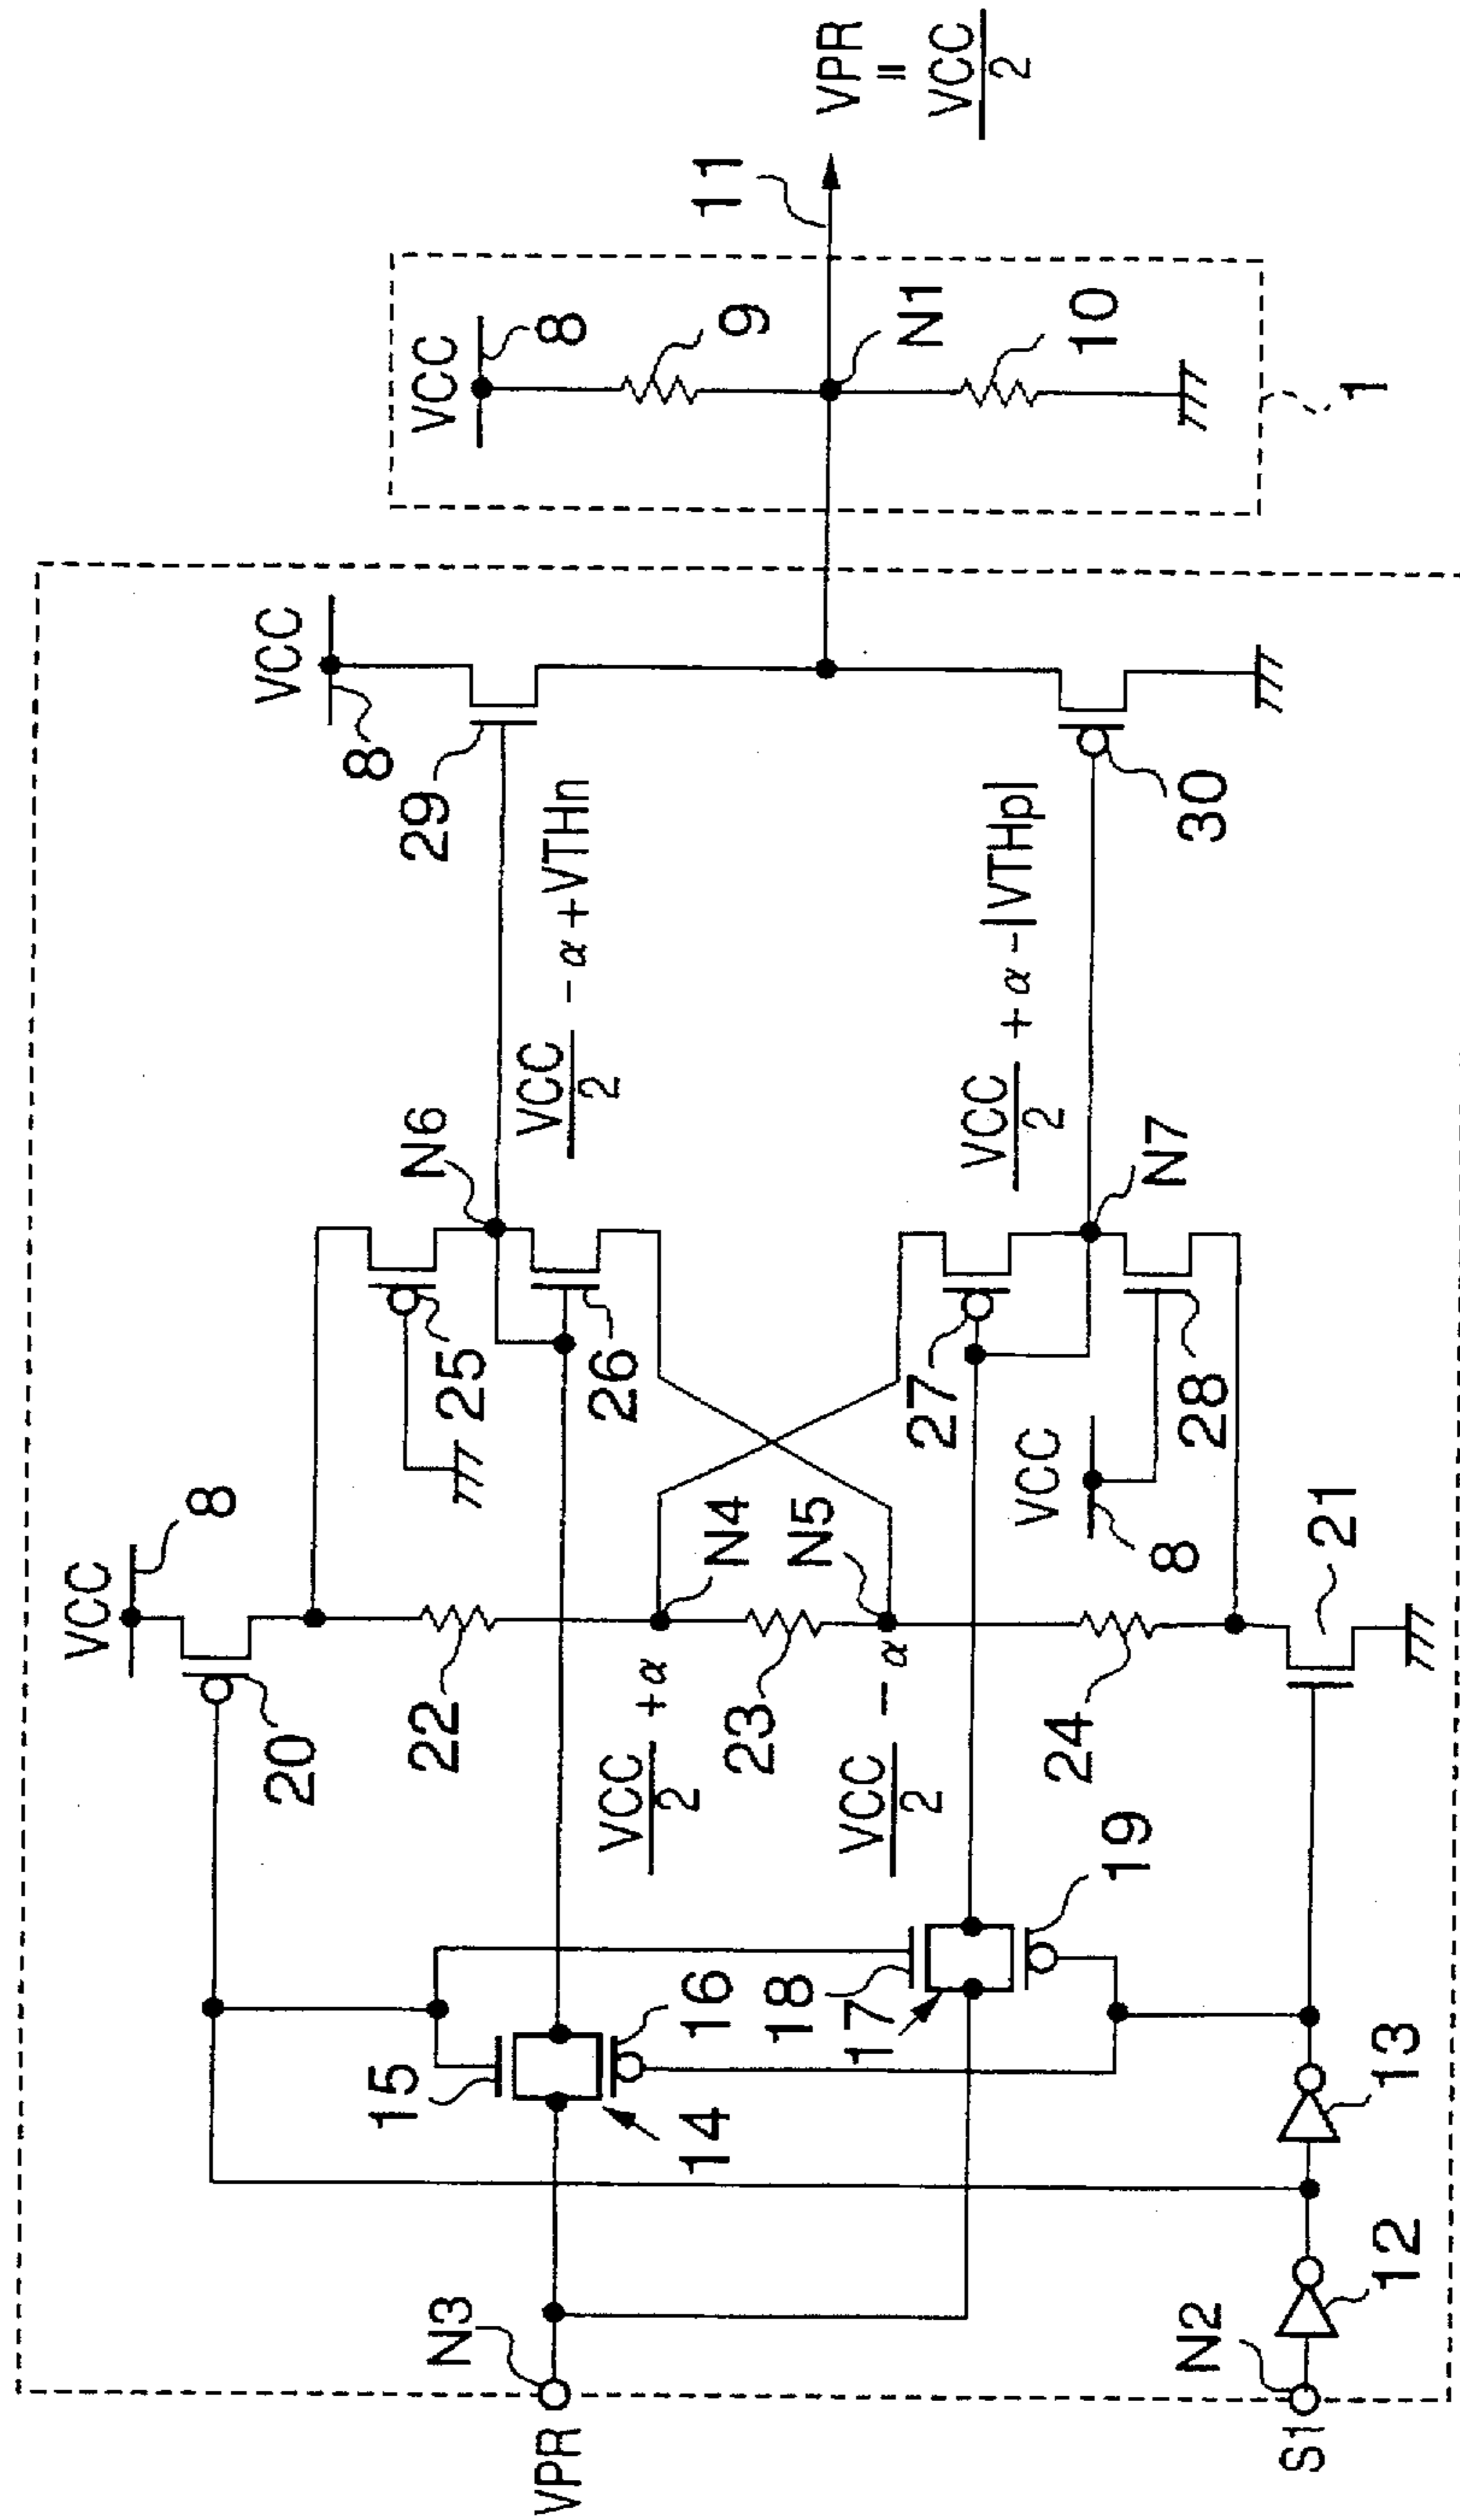 VCC
8
20
22
VCC/2 +α
N4
23
VCC/2 -α
N5
24
21
VPR
N3
15
16
14
18
17
19
S1
N2
12
13
25
N6
26
VCC/2 -α+VTHn
27
VCC
8
28
N7
VCC/2 +α-|VTHp|
VCC
8
29
30
VCC
8
9
N1
10
1
11
VPR
=
VCC/2